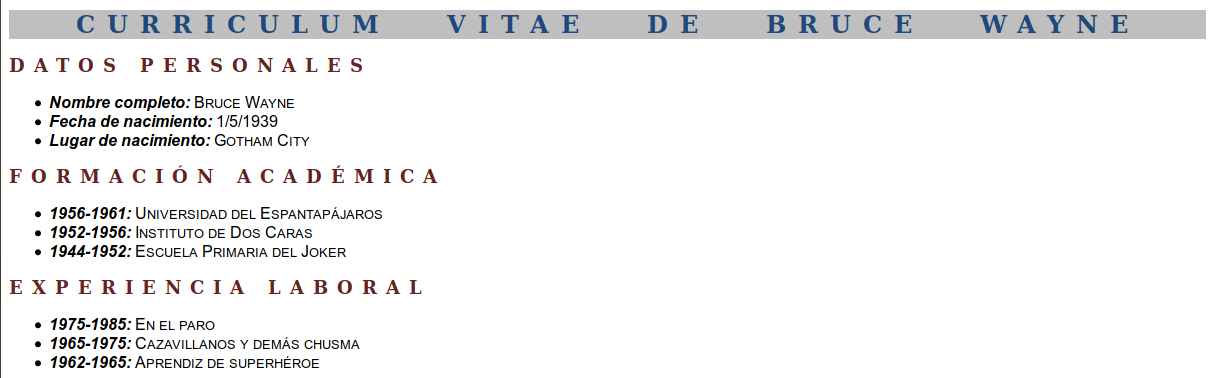 CURRICULUM VITAE DE BRUCE WAYNE
DATOS PERSONALES
• Nombre completo: Bruce Wayne
• Fecha de nacimiento: 1/5/1939
• Lugar de nacimiento: Gotham City
FORMACIÓN ACADÉMICA
• 1956-1961: Universidad del Espantapájaros
• 1952-1956: Instituto de Dos Caras
• 1944-1952: Escuela Primaria del Joker
EXPERIENCIA LABORAL
• 1975-1985: En el paro
• 1965-1975: Cazavillanos y demás chusma
• 1962-1965: Aprendiz de superhéroe